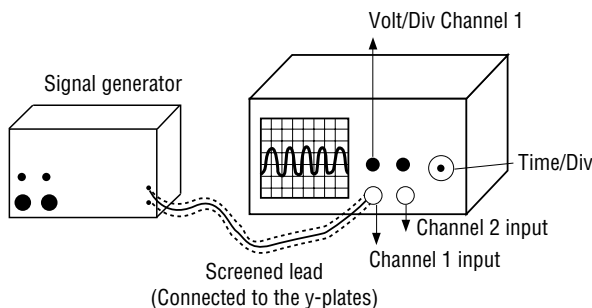 Volt/Div Channel 1
Signal generator
Time/Div
Channel 2 input
Channel 1 input
Screened lead
(Connected to the y-plates)